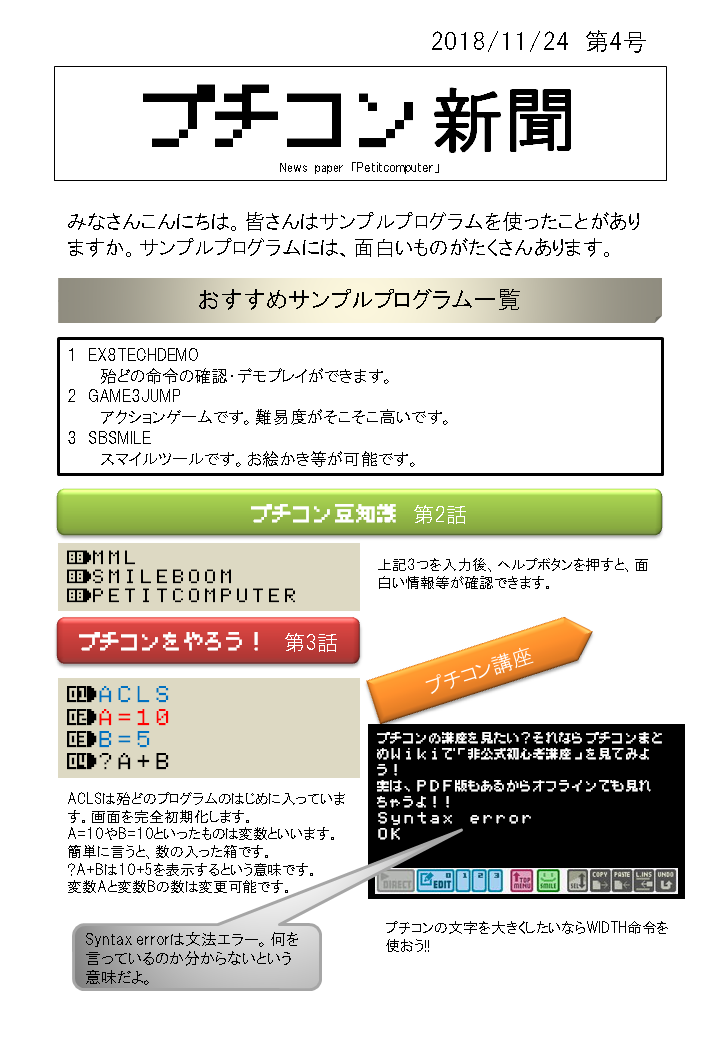 2018/11/24 第4号
プチコン新聞
News paper 「Petitcomputer」
みなさんこんにちは。皆さんはサンプルプログラムを使ったことがあり
ますか。サンプルプログラムには、面白いものがたくさんあります。
おすすめサンプルプログラム一覧
1 EX8TECHDEMO
殆どの命令の確認・デモプレイができます。
2 GAME3JUMP
アクションゲームです。難易度がそこそこ高いです。
3 SBSMILE
スマイルツールです。お絵かき等が可能です。
プチコン豆知識 第2話
MML
SMILEBOOM
PETITCOMPUTER
上記3つを入力後、ヘルプボタンを押すと、面
白い情報等が確認できます。
プチコンをやろう! 第3話
ACLS
A=10
B=5
?A+B
ACLSは殆どのプログラムのはじめに入っていま
す。画面を完全初期化します。
A=10やB=10といったものは変数といいます。
簡単に言うと、数の入った箱です。
?A+Bは10+5を表示するという意味です。
変数Aと変数Bの数は変更可能です。
Syntax errorは文法エラー。何を
言っているのか分からないという
意味だよ。
プチコン講座
プチコンの講座を見たい?それならプチコンまと
めWikiで「非公式初心者講座」を見てみよ
う!
実は、PDF版もあるからオフラインでも見れ
ちゃうよ!!
Syntax error
OK
DIRECT
EDIT 0 1 2 3
TOP MENU
SMILE
SEL
COPY
PASTE
L.INS
UNDO
プチコンの文字を大きくしたいならWIDTH命令を
使おう!!